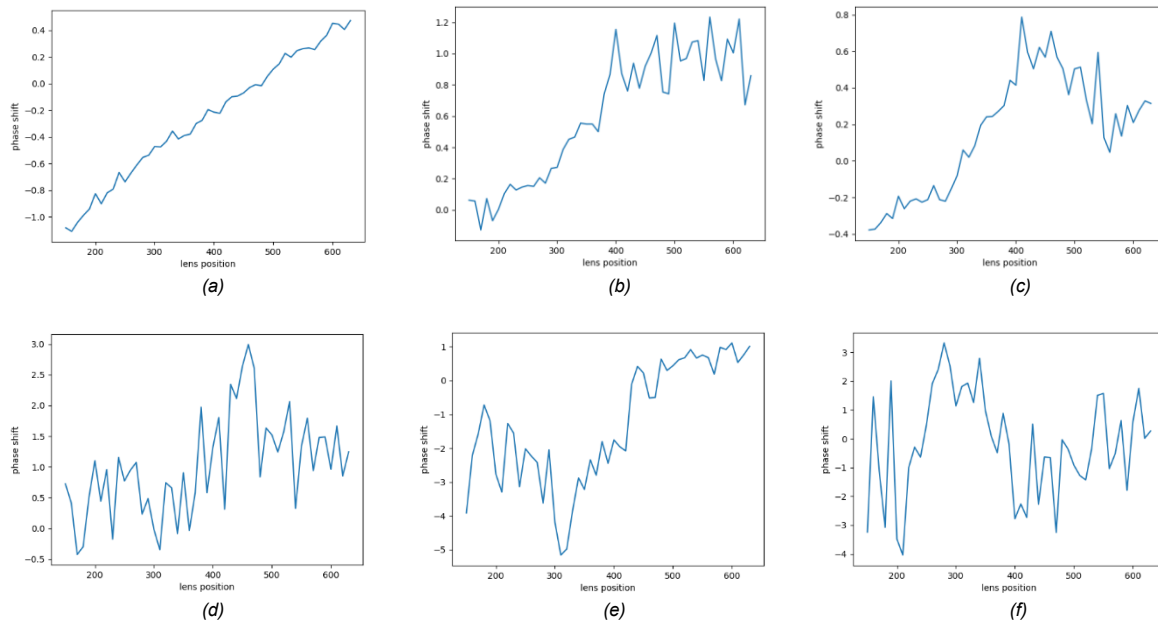 0.4
0.2
0.0
−0.2
−0.4
−0.6
−0.8
−1.0
phase shift
200 300 400 500 600
lens position
(a)
1.2
1.0
0.8
0.6
0.4
0.2
0.0
phase shift
200 300 400 500 600
lens position
(b)
0.8
0.6
0.4
0.2
0.0
−0.2
−0.4
phase shift
200 300 400 500 600
lens position
(c)
3.0
2.5
2.0
1.5
1.0
0.5
0.0
−0.5
phase shift
200 300 400 500 600
lens position
(d)
1
0
−1
−2
−3
−4
−5
phase shift
200 300 400 500 600
lens position
(e)
3
2
1
0
−1
−2
−3
−4
phase shift
200 300 400 500 600
lens position
(f)